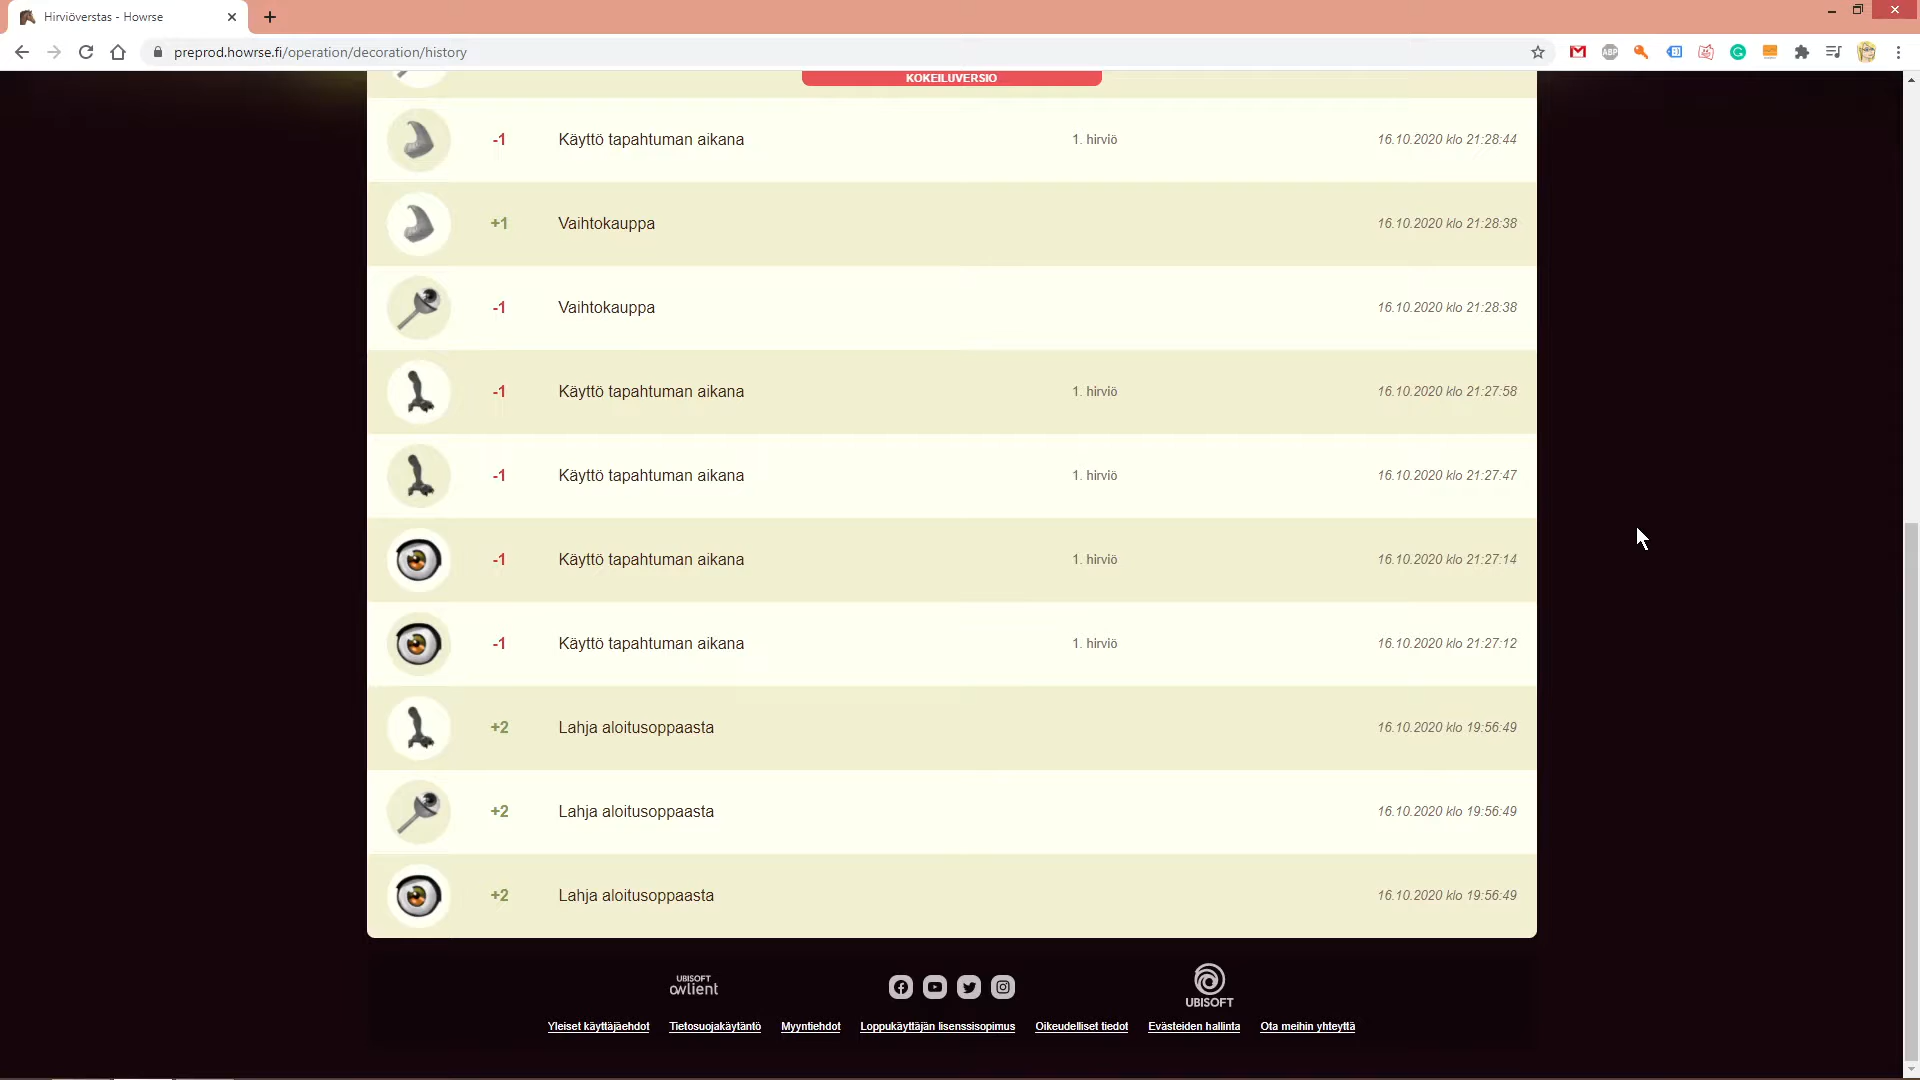 Hirviöverstas - Howrse
preprod.howrse.fi/operation/decoration/history
ABP
KOKEILUVERSIO
-1 Käyttö tapahtuman aikana 1. hirviö 16.10.2020 klo 21:28:44
+1 Vaihtokauppa 16.10.2020 klo 21:28:38
-1 Vaihtokauppa 16.10.2020 klo 21:28:38
-1 Käyttö tapahtuman aikana 1. hirviö 16.10.2020 klo 21:27:58
-1 Käyttö tapahtuman aikana 1. hirviö 16.10.2020 klo 21:27:47
-1 Käyttö tapahtuman aikana 1. hirviö 16.10.2020 klo 21:27:14
-1 Käyttö tapahtuman aikana 1. hirviö 16.10.2020 klo 21:27:12
+2 Lahja aloitusoppaasta 16.10.2020 klo 19:56:49
+2 Lahja aloitusoppaasta 16.10.2020 klo 19:56:49
+2 Lahja aloitusoppaasta 16.10.2020 klo 19:56:49
UBISOFT
owlient
UBISOFT
Yleiset käyttäjäehdot Tietosuojakäytäntö Myyntiehdot Loppukäyttäjän lisenssisopimus Oikeudelliset tiedot Evästeiden hallinta Ota meihin yhteyttä